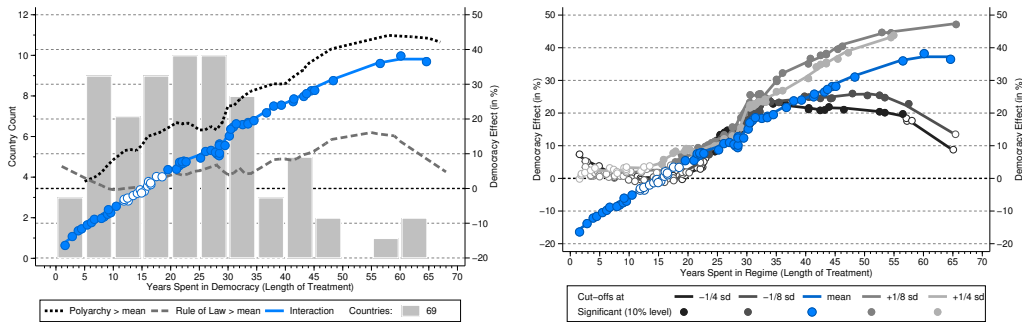 12
10
8
6
4
2
0
Country Count
50
40
30
20
10
0
−10
−20
Democracy Effect (in %)
0 5 10 15 20 25 30 35 40 45 50 55 60 65 70
Years Spent in Democracy (Length of Treatment)
Polyarchy > mean Rule of Law > mean Interaction Countries: 69
50
40
30
20
10
0
−10
−20
Democracy Effect (in %)
50
40
30
20
10
0
−10
−20
Democracy Effect (in %)
0 5 10 15 20 25 30 35 40 45 50 55 60 65 70
Years Spent in Regime (Length of Treatment)
Cut−offs at −1/4 sd −1/8 sd mean +1/8 sd +1/4 sd
Significant (10% level)